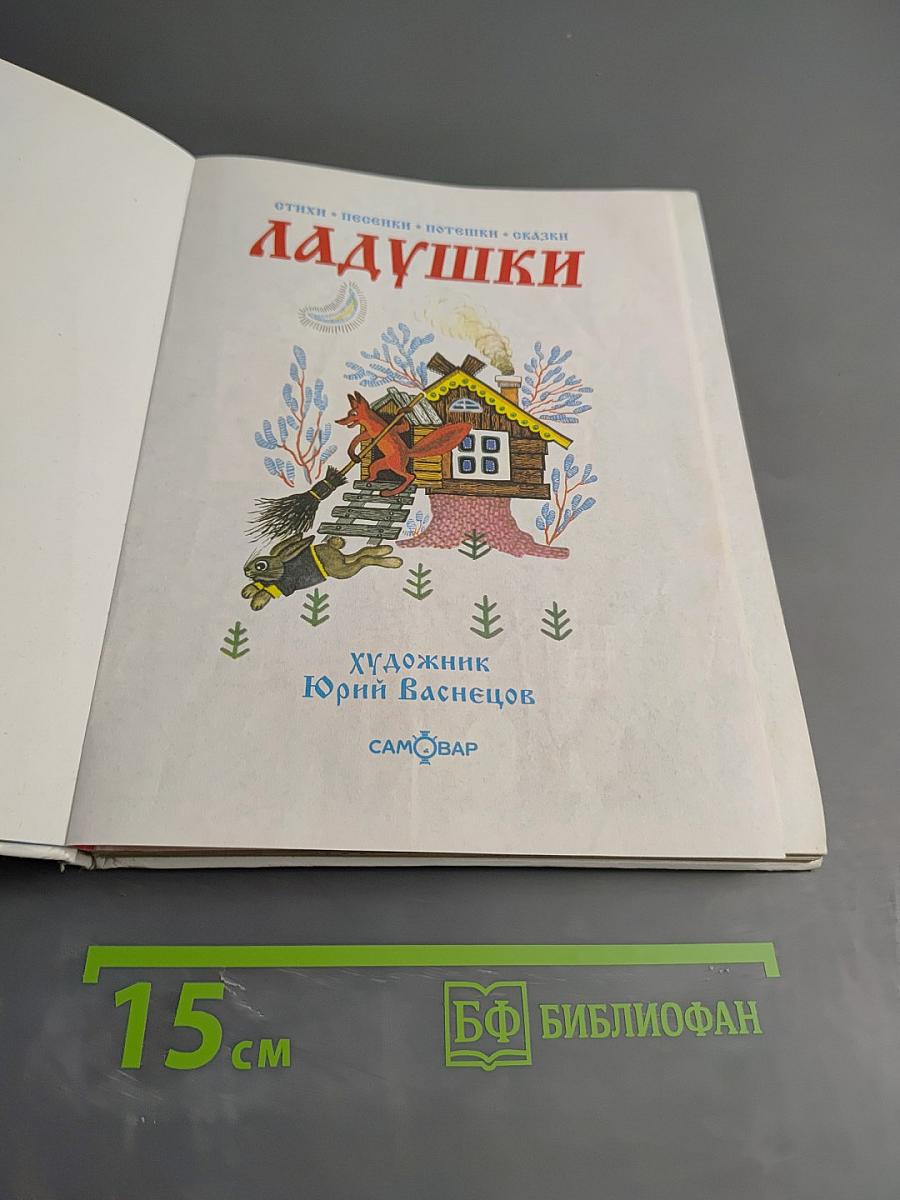 СТИХИ • ПЕСЕНКИ • ПОТЕШКИ • СКАЗКИ
ЛАДУШКИ
ХУДОЖНИК
Юрий Васнецов
САМОВАР
15 см
БФ БИБЛИОФАН